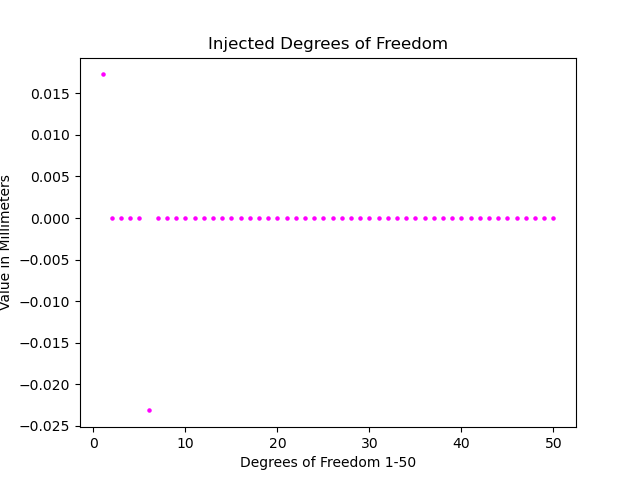 Injected Degrees of Freedom
0.015
0.010
0.005
0.000
−0.005
−0.010
−0.015
−0.020
−0.025
Value in Millimeters
0 10 20 30 40 50
Degrees of Freedom 1-50